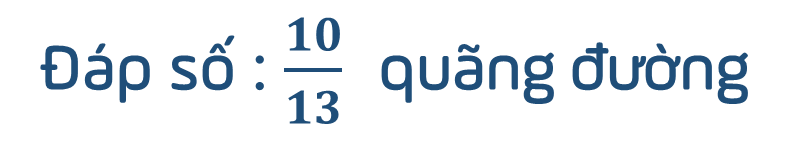 Đáp số : 10/13 quãng đường